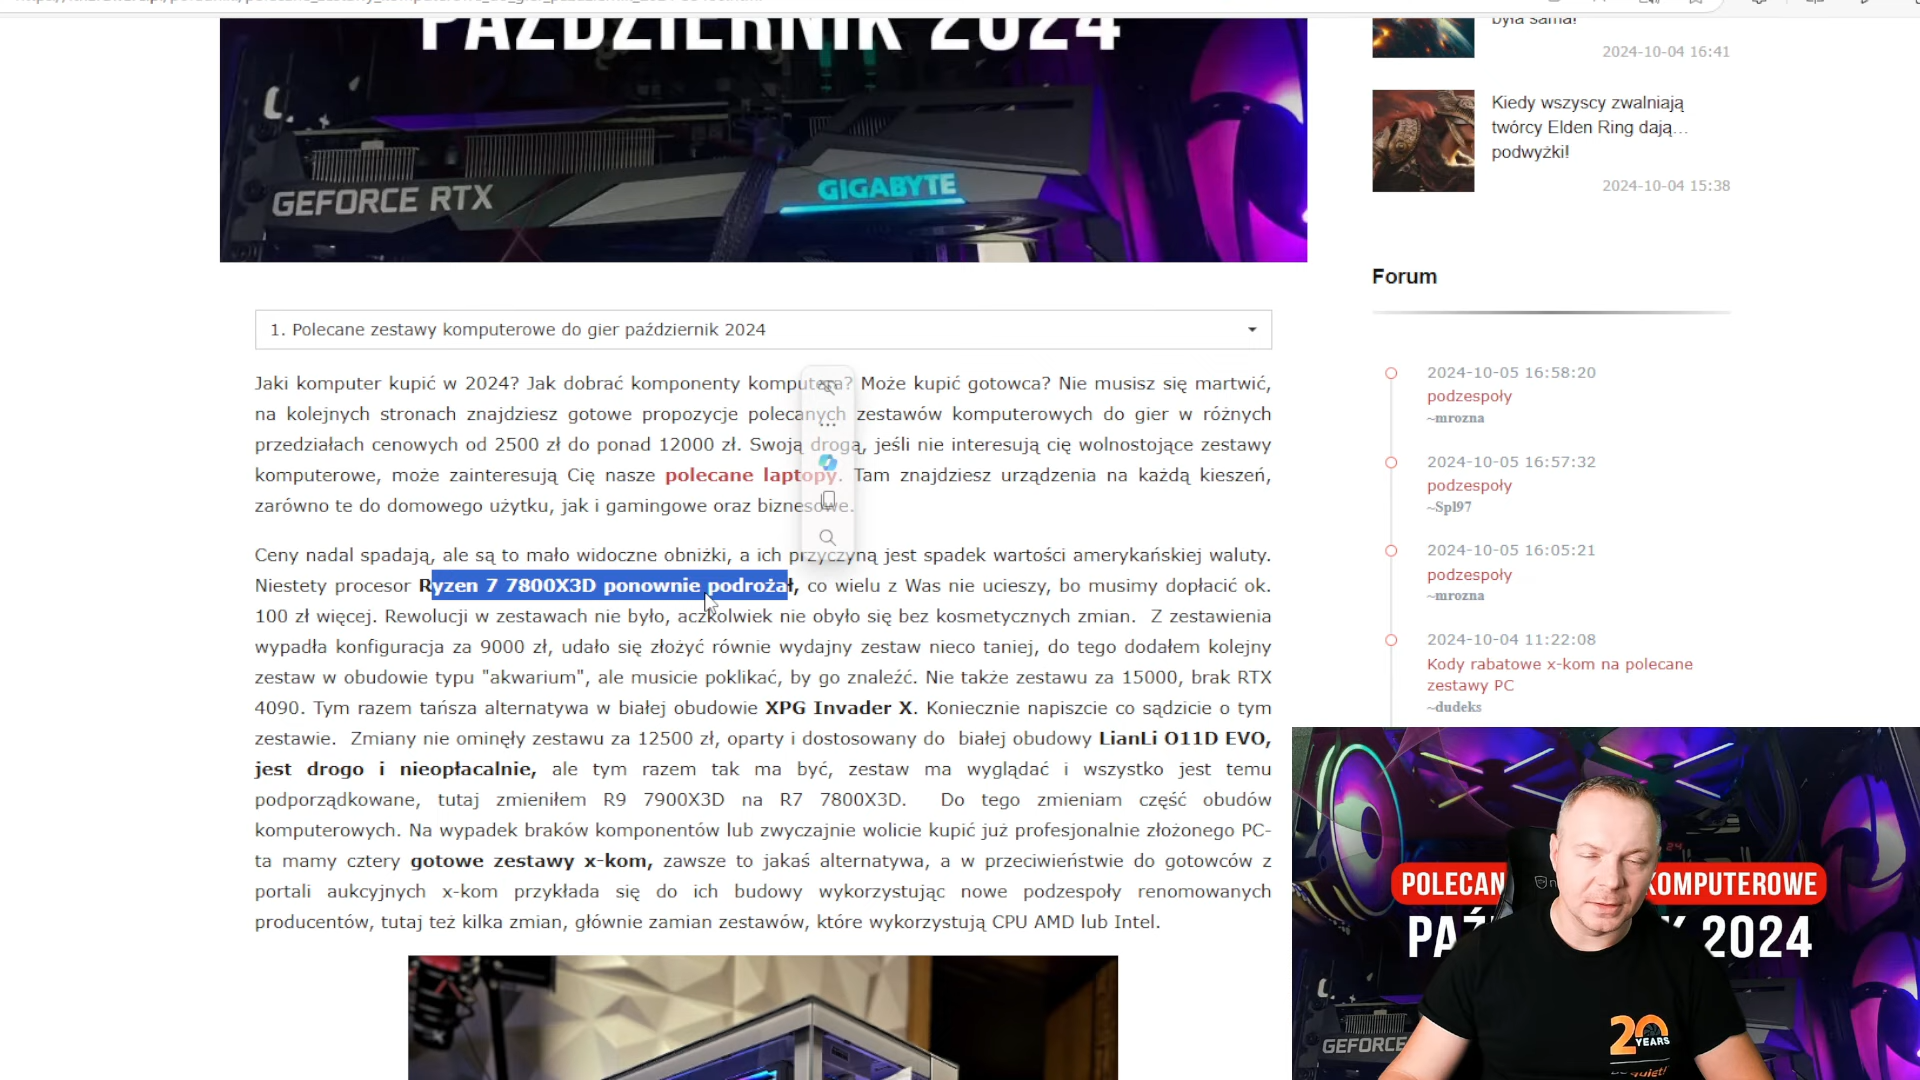 PAŹDZIERNIK 2024
GEFORCE RTX
GIGABYTE
1. Polecane zestawy komputerowe do gier październik 2024
Jaki komputer kupić w 2024? Jak dobrać komponenty komputera? Może kupić gotowca? Nie musisz się martwić,
na kolejnych stronach znajdziesz gotowe propozycje polecanych zestawów komputerowych do gier w różnych
przedziałach cenowych od 2500 zł do ponad 12000 zł. Swoją drogą, jeśli nie interesują cię wolnostojące zestawy
komputerowe, może zainteresują Cię nasze polecane laptopy. Tam znajdziesz urządzenia na każdą kieszeń,
zarówno te do domowego użytku, jak i gamingowe oraz biznesowe.
Ceny nadal spadają, ale są to mało widoczne obniżki, a ich przyczyną jest spadek wartości amerykańskiej waluty.
Niestety procesor Ryzen 7 7800X3D ponownie podrożał, co wielu z Was nie ucieszy, bo musimy dopłacić ok.
100 zł więcej. Rewolucji w zestawach nie było, aczkolwiek nie obyło się bez kosmetycznych zmian. Z zestawienia
wypadła konfiguracja za 9000 zł, udało się złożyć równie wydajny zestaw nieco taniej, do tego dodałem kolejny
zestaw w obudowie typu "akwarium", ale musicie poklikać, by go znaleźć. Nie także zestawu za 15000, brak RTX
4090. Tym razem tańsza alternatywa w białej obudowie XPG Invader X. Koniecznie napiszcie co sądzicie o tym
zestawie. Zmiany nie ominęły zestawu za 12500 zł, oparty i dostosowany do białej obudowy LianLi O11D EVO,
jest drogo i nieopłacalnie, ale tym razem tak ma być, zestaw ma wyglądać i wszystko jest temu
podporządkowane, tutaj zmieniłem R9 7900X3D na R7 7800X3D. Do tego zmieniam część obudów
komputerowych. Na wypadek braków komponentów lub zwyczajnie wolicie kupić już profesjonalnie złożonego PC-
ta mamy cztery gotowe zestawy x-kom, zawsze to jakaś alternatywa, a w przeciwieństwie do gotowców z
portali aukcyjnych x-kom przykłada się do ich budowy wykorzystując nowe podzespoły renomowanych
producentów, tutaj też kilka zmian, głównie zamian zestawów, które wykorzystują CPU AMD lub Intel.
była sama!
2024-10-04 16:41
Kiedy wszyscy zwalniają
twórcy Elden Ring dają...
podwyżki!
2024-10-04 15:38
Forum
2024-10-05 16:58:20
podzespoły
~mrozna
2024-10-05 16:57:32
podzespoły
~Spl97
2024-10-05 16:05:21
podzespoły
~mrozna
2024-10-04 11:22:08
Kody rabatowe x-kom na polecane
zestawy PC
~dudeks
POLECAN KOMPUTEROWE
2024
GEFORCE
20
YEARS